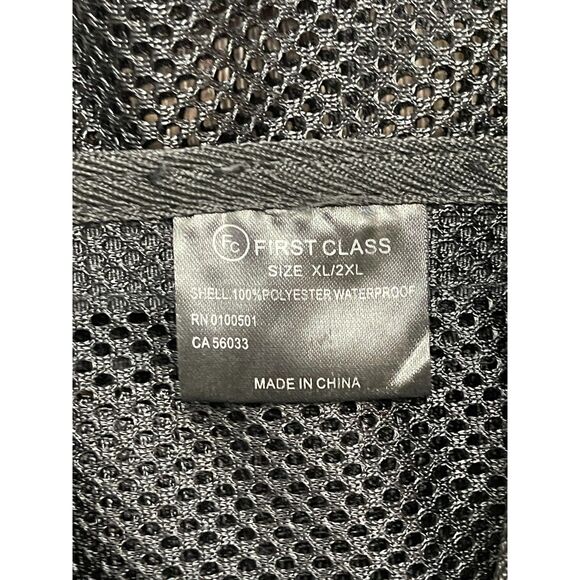 Fc FIRST CLASS
SIZE XL/2XL
SHELL:100%POLYESTER WATERPROOF
RN 0100501
CA 56033
MADE IN CHINA